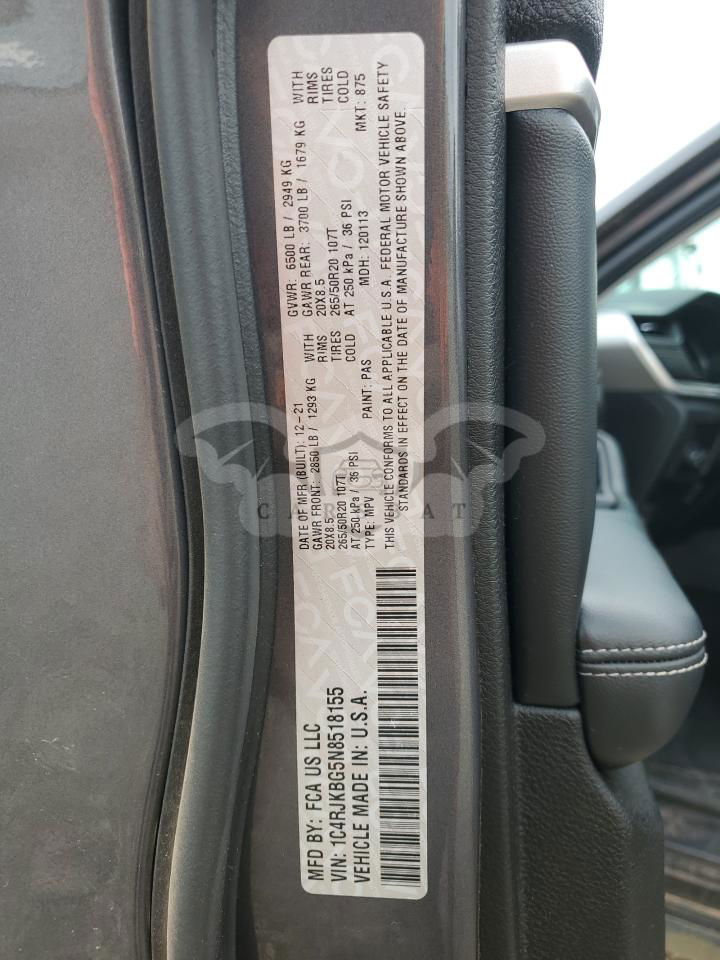 MFD BY: FCA US LLC
VIN: 1C4RJKBG5N8518155
VEHICLE MADE IN: U.S.A.
DATE OF MFR (BUILT): 12-21
GAWR FRONT: 2850 LB / 1293 KG WITH
20X8.5 RIMS
265/50R20 107T TIRES
AT 250 kPa / 36 PSI COLD
TYPE: MPV PAINT: PAS
GVWR: 6500 LB / 2949 KG
GAWR REAR: 3700 LB / 1679 KG WITH
20X8.5 RIMS
265/50R20 107T TIRES
AT 250 kPa / 36 PSI COLD
MDH: 120113 MKT: 875
THIS VEHICLE CONFORMS TO ALL APPLICABLE U.S.A. FEDERAL MOTOR VEHICLE SAFETY
STANDARDS IN EFFECT ON THE DATE OF MANUFACTURE SHOWN ABOVE.